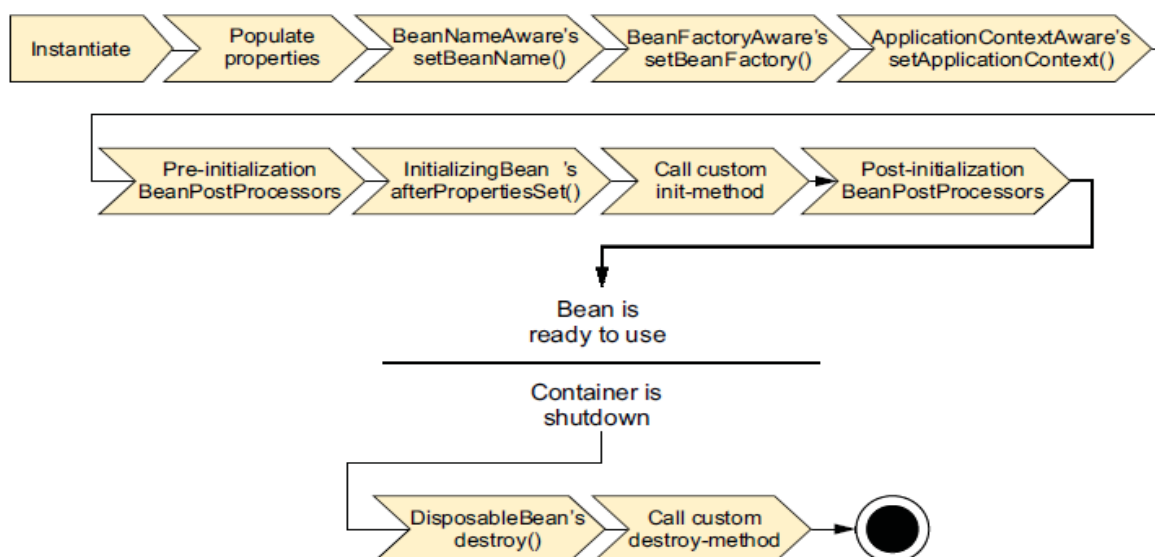 Instantiate
Populate
properties
BeanNameAware's
setBeanName()
BeanFactoryAware's
setBeanFactory()
ApplicationContextAware's
setApplicationContext()
Pre-initialization
BeanPostProcessors
InitializingBean 's
afterPropertiesSet()
Call custom
init-method
Post-initialization
BeanPostProcessors
Bean is
ready to use
Container is
shutdown
DisposableBean's
destroy()
Call custom
destroy-method